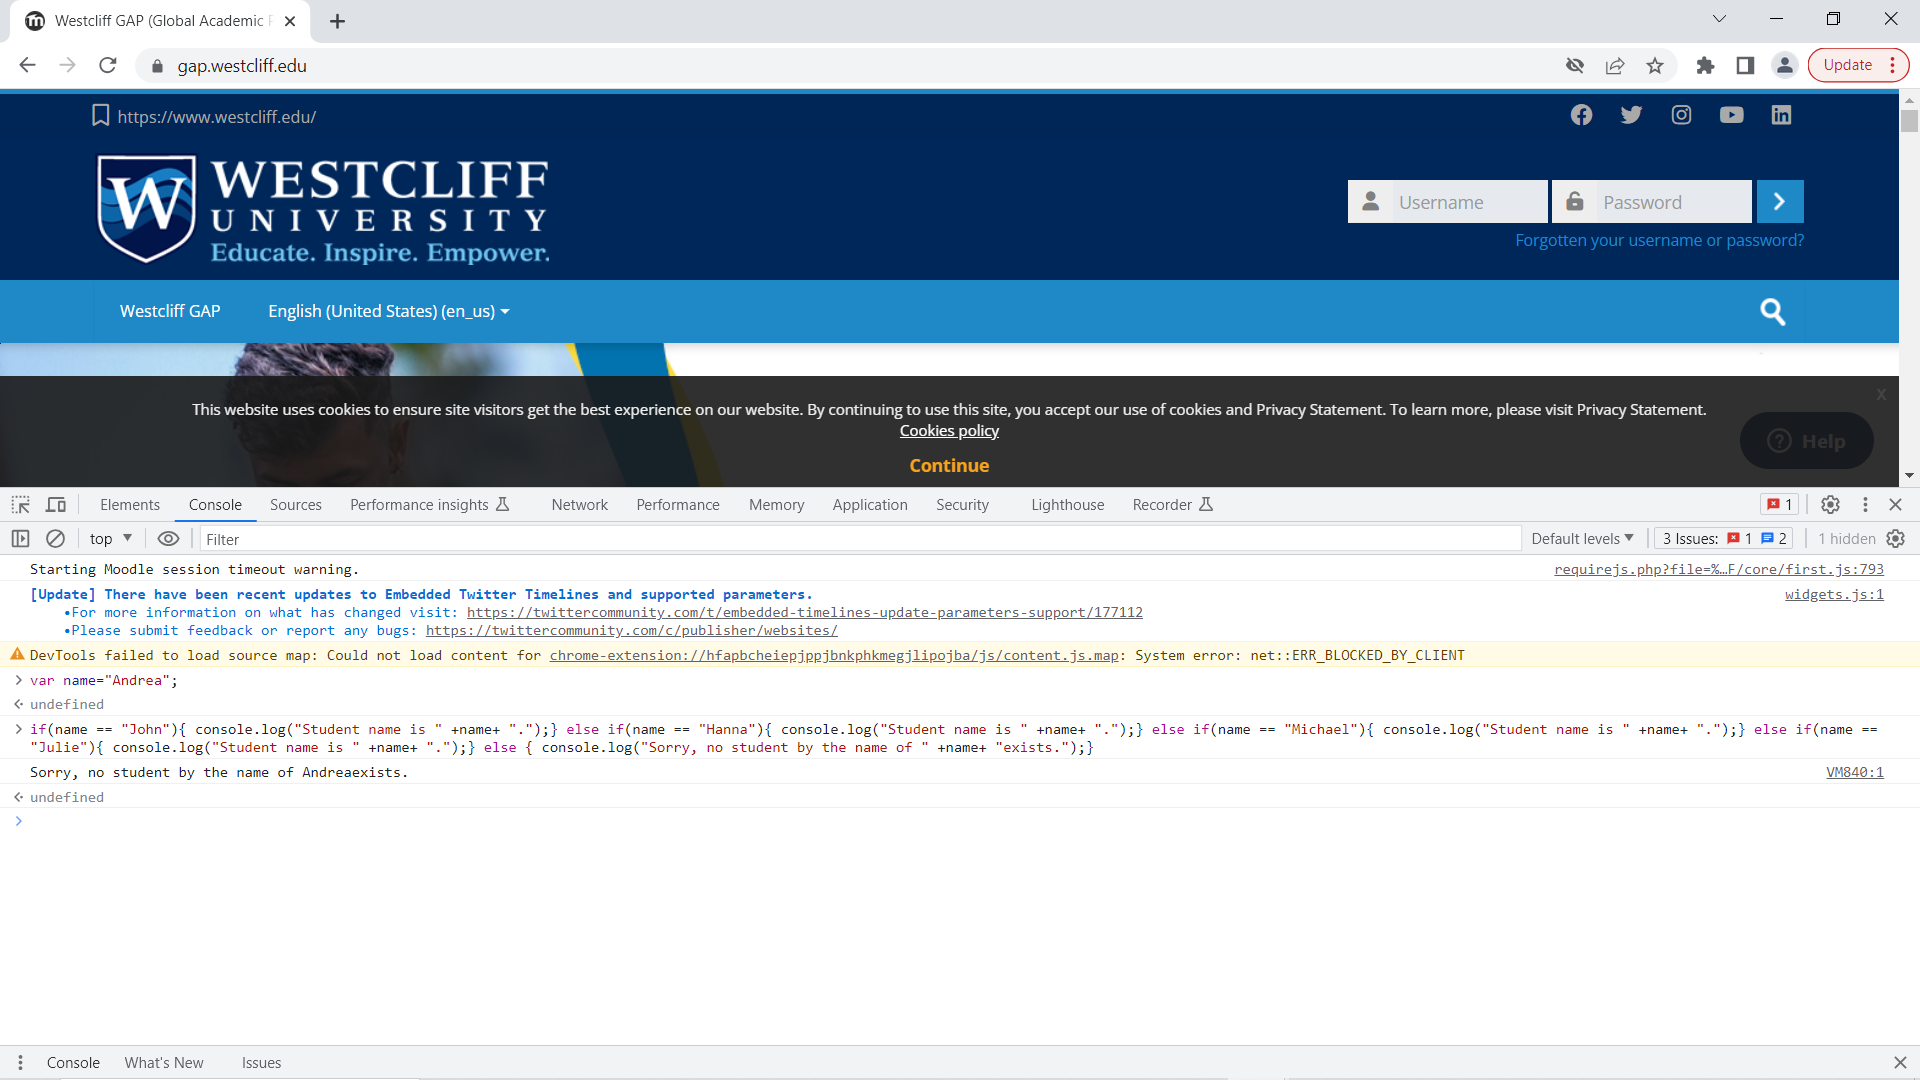 Westcliff GAP (Global Academic P
gap.westcliff.edu
Update
https://www.westcliff.edu/
W
WESTCLIFF
UNIVERSITY
Educate. Inspire. Empower.
Username
Password
Forgotten your username or password?
Westcliff GAP
English (United States) (en_us)
This website uses cookies to ensure site visitors get the best experience on our website. By continuing to use this site, you accept our use of cookies and Privacy Statement. To learn more, please visit Privacy Statement.
x
Cookies policy
Help
Continue
Elements Console Sources Performance insights Network Performance Memory Application Security Lighthouse Recorder 1
top Filter Default levels 3 Issues: 1 2 1 hidden
Starting Moodle session timeout warning. requirejs.php?file=%…F/core/first.js:793
[Update] There have been recent updates to Embedded Twitter Timelines and supported parameters. widgets.js:1
•For more information on what has changed visit: https://twittercommunity.com/t/embedded-timelines-update-parameters-support/177112
•Please submit feedback or report any bugs: https://twittercommunity.com/c/publisher/websites/
DevTools failed to load source map: Could not load content for chrome-extension://hfapbcheiepjppjbnkphkmegjlipojba/js/content.js.map: System error: net::ERR_BLOCKED_BY_CLIENT
> var name="Andrea";
undefined
> if(name == "John"){ console.log("Student name is " +name+ ".");} else if(name == "Hanna"){ console.log("Student name is " +name+ ".");} else if(name == "Michael"){ console.log("Student name is " +name+ ".");} else if(name ==
"Julie"){ console.log("Student name is " +name+ ".");} else { console.log("Sorry, no student by the name of " +name+ "exists.");}
Sorry, no student by the name of Andreaexists. VM840:1
undefined
>
Console What's New Issues